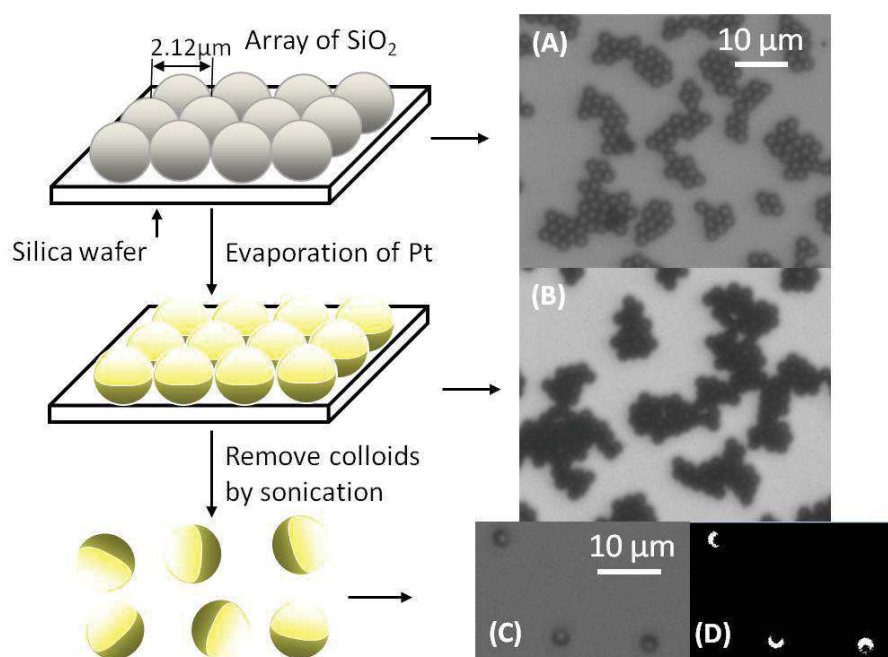 2.12µm
Array of SiO₂
Silica wafer
Evaporation of Pt
Remove colloids
by sonication
(A)
10 µm
(B)
10 µm
(C)
(D)